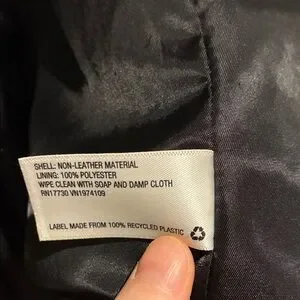 SHELL: NON-LEATHER MATERIAL
LINING: 100% POLYESTER
WIPE CLEAN WITH SOAP AND DAMP CLOTH
RN17730 VN1974109
LABEL MADE FROM 100% RECYCLED PLASTIC